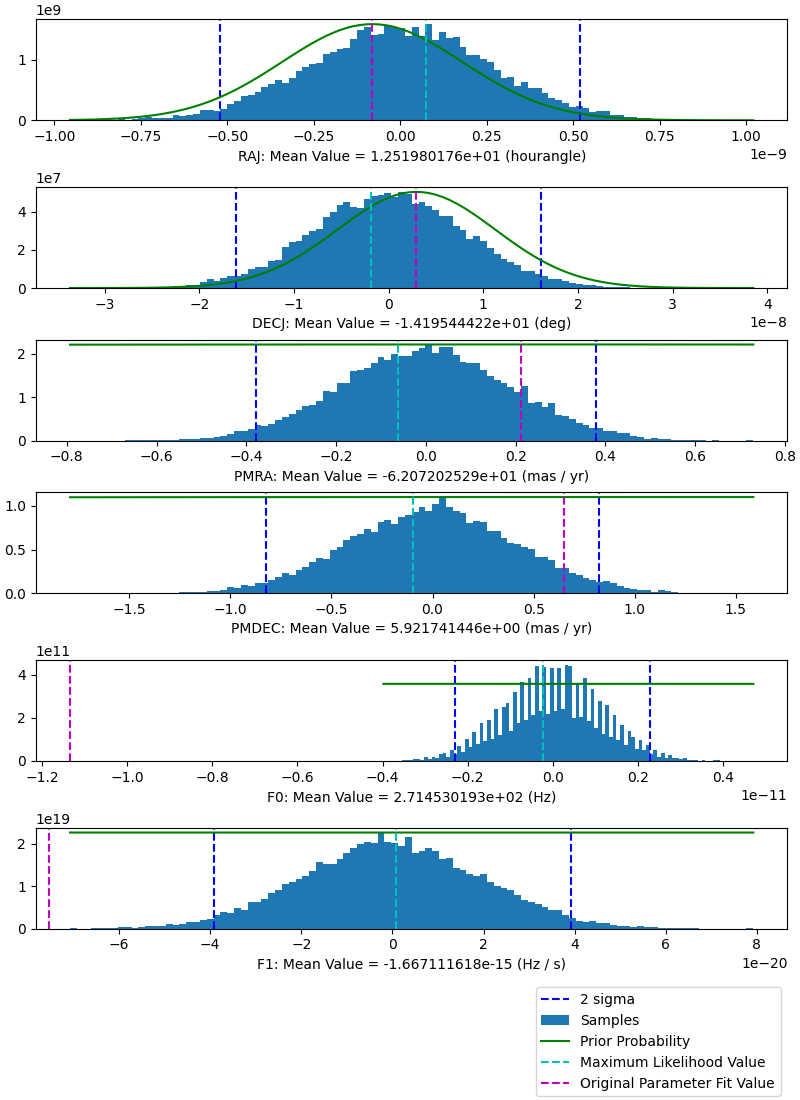 1e9
1
0
−1.00 −0.75 −0.50 −0.25 0.00 0.25 0.50 0.75 1.00
1e−9
RAJ: Mean Value = 1.251980176e+01 (hourangle)
1e7
4
2
0
−3 −2 −1 0 1 2 3 4
1e−8
DECJ: Mean Value = -1.419544422e+01 (deg)
2
1
0
−0.8 −0.6 −0.4 −0.2 0.0 0.2 0.4 0.6 0.8
PMRA: Mean Value = -6.207202529e+01 (mas / yr)
1.0
0.5
0.0
−1.5 −1.0 −0.5 0.0 0.5 1.0 1.5
PMDEC: Mean Value = 5.921741446e+00 (mas / yr)
1e11
4
2
0
−1.2 −1.0 −0.8 −0.6 −0.4 −0.2 0.0 0.2 0.4
F0: Mean Value = 2.714530193e+02 (Hz)
1e−11
1e19
2
1
0
−6 −4 −2 0 2 4 6 8
F1: Mean Value = -1.667111618e-15 (Hz / s)
1e−20
2 sigma
Samples
Prior Probability
Maximum Likelihood Value
Original Parameter Fit Value